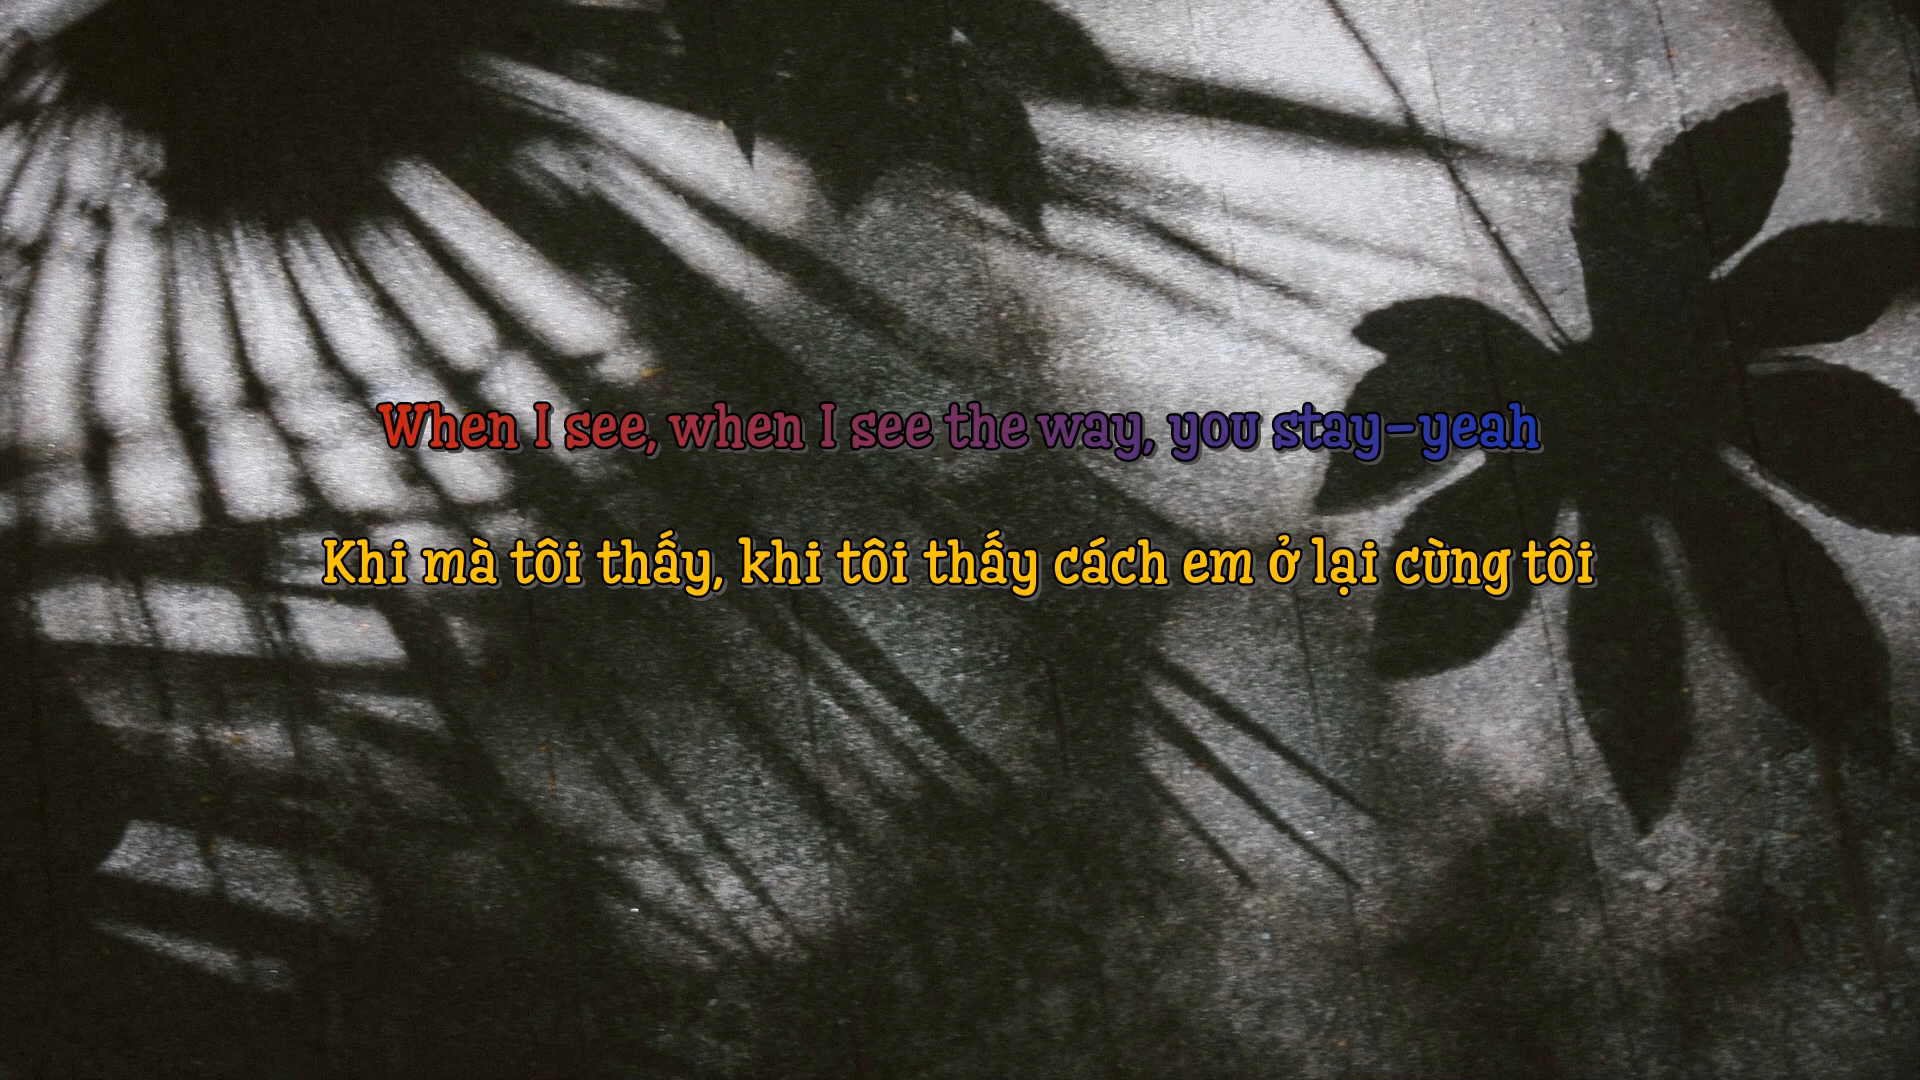 When I see, when I see the way, you stay-yeah
Khi mà tôi thấy, khi tôi thấy cách em ở lại cùng tôi